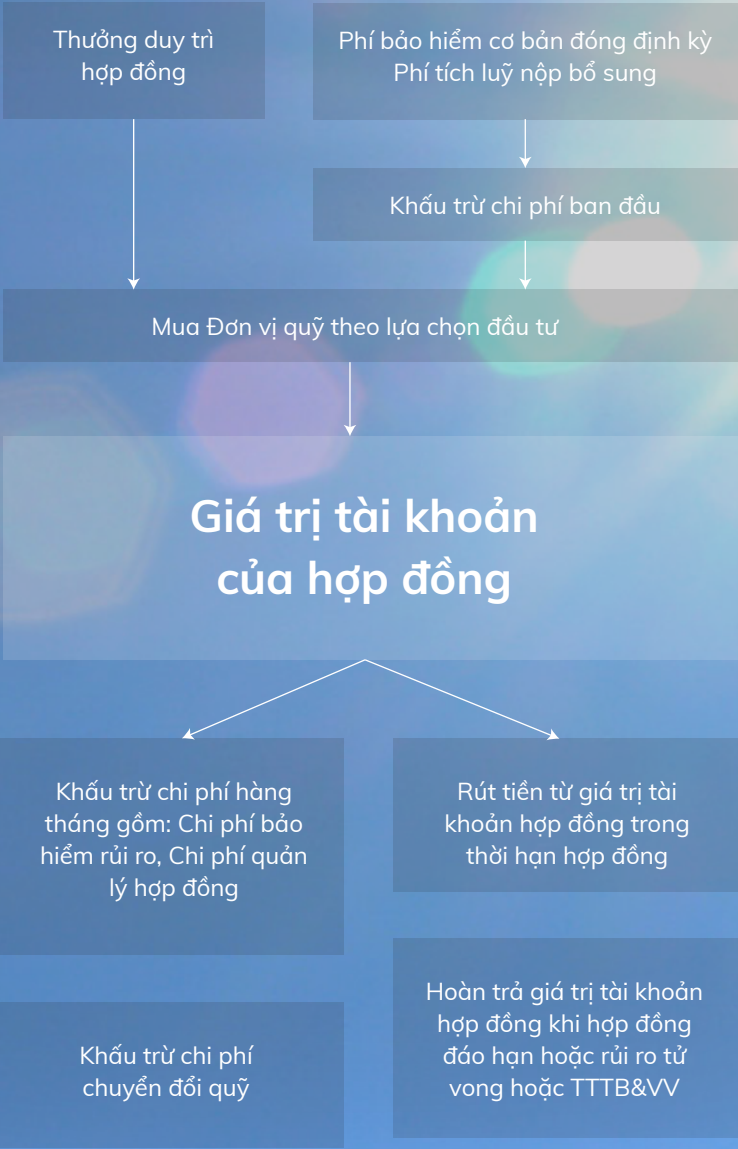 Thưởng duy trì
hợp đồng
Phí bảo hiểm cơ bản đóng định kỳ
Phí tích luỹ nộp bổ sung
Khấu trừ chi phí ban đầu
Mua Đơn vị quỹ theo lựa chọn đầu tư
Giá trị tài khoản
của hợp đồng
Khấu trừ chi phí hàng
tháng gồm: Chi phí bảo
hiểm rủi ro, Chi phí quản
lý hợp đồng
Rút tiền từ giá trị tài
khoản hợp đồng trong
thời hạn hợp đồng
Khấu trừ chi phí
chuyển đổi quỹ
Hoàn trả giá trị tài khoản
hợp đồng khi hợp đồng
đáo hạn hoặc rủi ro tử
vong hoặc TTTB&VV